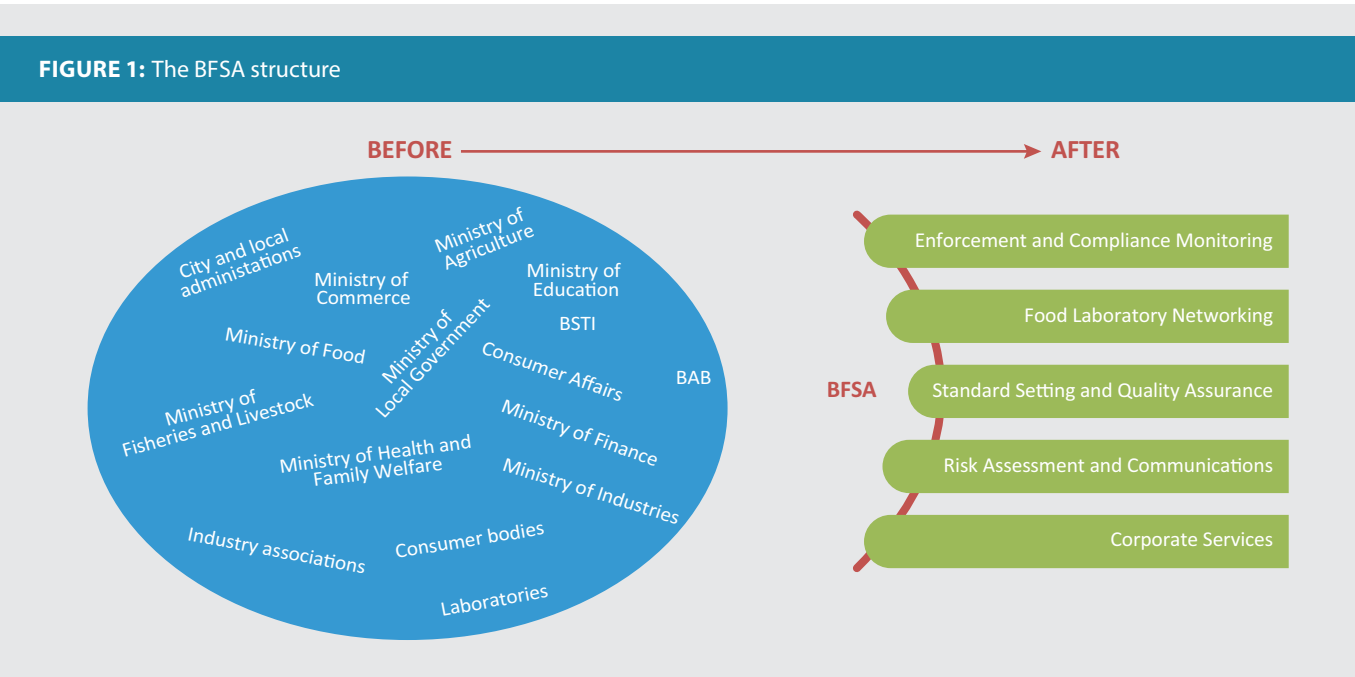 FIGURE 1: The BFSA structure
BEFORE
AFTER
City and local
administations
Ministry of
Agriculture
Ministry of
Commerce
Ministry of
Education
BSTI
Ministry of Food
Ministry of
Local Government
Consumer Affairs
BAB
Ministry of
Fisheries and Livestock
Ministry of Finance
Ministry of Health and
Family Welfare
Ministry of Industries
Industry associations
Consumer bodies
Laboratories
BFSA
Enforcement and Compliance Monitoring
Food Laboratory Networking
Standard Setting and Quality Assurance
Risk Assessment and Communications
Corporate Services